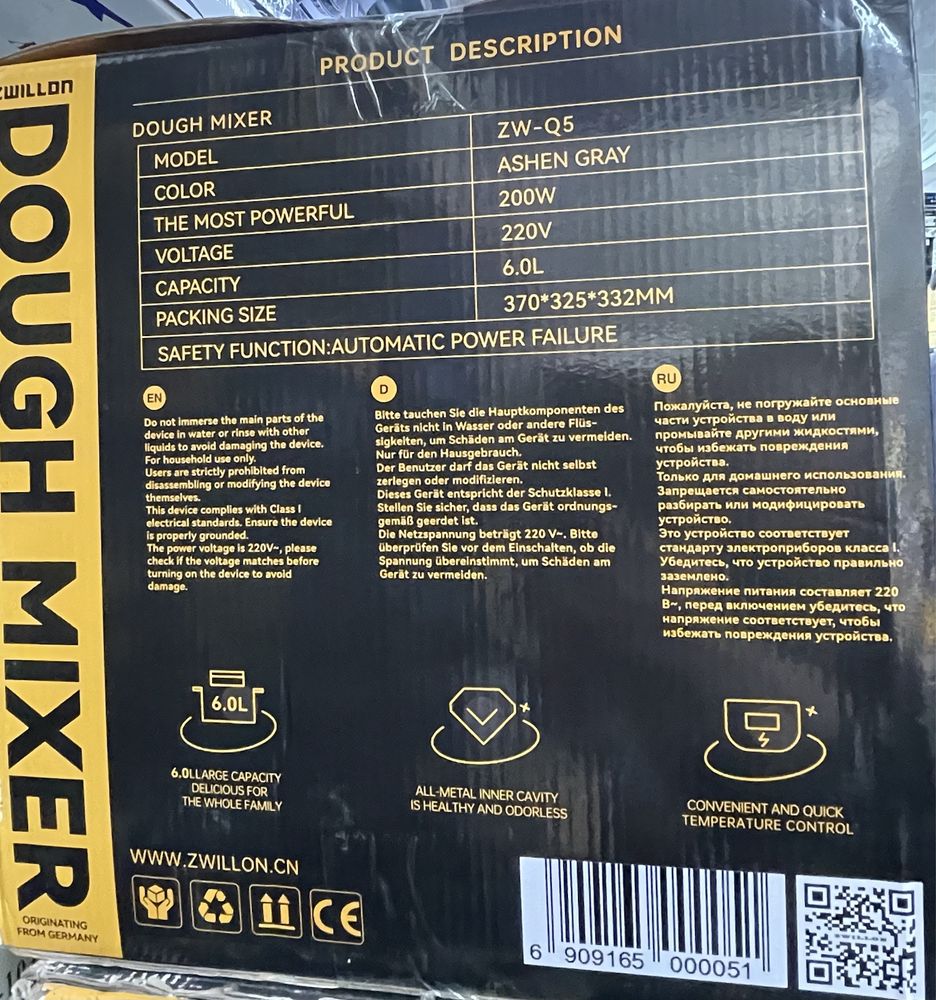 ZWILLON
DOUGH MIXER
ORIGINATING
FROM GERMANY
PRODUCT DESCRIPTION
DOUGH MIXER
MODEL ZW-Q5
COLOR ASHEN GRAY
THE MOST POWERFUL 200W
VOLTAGE 220V
CAPACITY 6.0L
PACKING SIZE 370*325*332MM
SAFETY FUNCTION:AUTOMATIC POWER FAILURE
EN
Do not immerse the main parts of the
device in water or rinse with other
liquids to avoid damaging the device.
For household use only.
Users are strictly prohibited from
disassembling or modifying the device
themselves.
This device complies with Class I
electrical standards. Ensure the device
is properly grounded.
The power voltage is 220V~, please
check if the voltage matches before
turning on the device to avoid
damage.
D
Bitte tauchen Sie die Hauptkomponenten des
Geräts nicht in Wasser oder andere Flüs-
sigkeiten, um Schäden am Gerät zu vermeiden.
Nur für den Hausgebrauch.
Der Benutzer darf das Gerät nicht selbst
zerlegen oder modifizieren.
Dieses Gerät entspricht der Schutzklasse I.
Stellen Sie sicher, dass das Gerät ordnungs-
gemäß geerdet ist.
Die Netzspannung beträgt 220 V~. Bitte
überprüfen Sie vor dem Einschalten, ob die
Spannung übereinstimmt, um Schäden am
Gerät zu vermeiden.
RU
Пожалуйста, не погружайте основные
части устройства в воду или
промывайте другими жидкостями,
чтобы избежать повреждения
устройства.
Только для домашнего использования.
Запрещается самостоятельно
разбирать или модифицировать
устройство.
Это устройство соответствует
стандарту электроприборов класса I.
Убедитесь, что устройство правильно
заземлено.
Напряжение питания составляет 220
В~, перед включением убедитесь, что
напряжение соответствует, чтобы
избежать повреждения устройства.
6.0L
6.0LLARGE CAPACITY
DELICIOUS FOR
THE WHOLE FAMILY
ALL-METAL INNER CAVITY
IS HEALTHY AND ODORLESS
CONVENIENT AND QUICK
TEMPERATURE CONTROL
WWW.ZWILLON.CN
CE
6 909165 000051